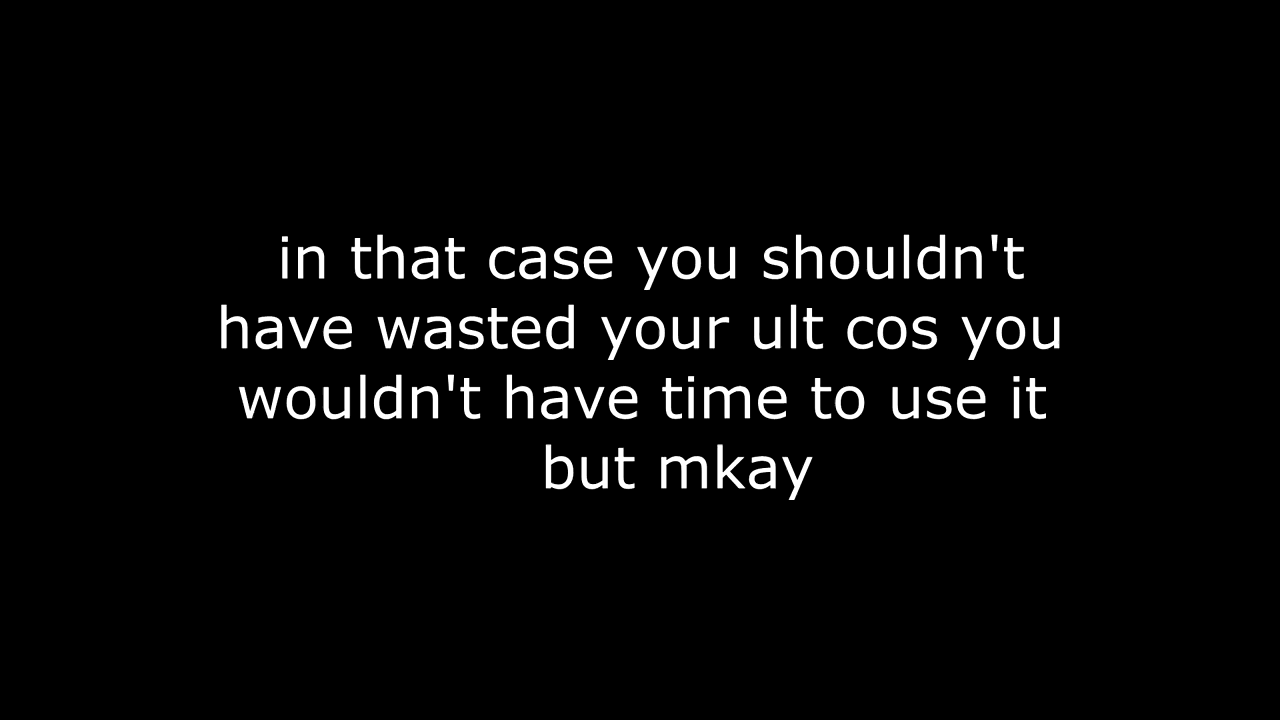 in that case you shouldn't
have wasted your ult cos you
wouldn't have time to use it
but mkay